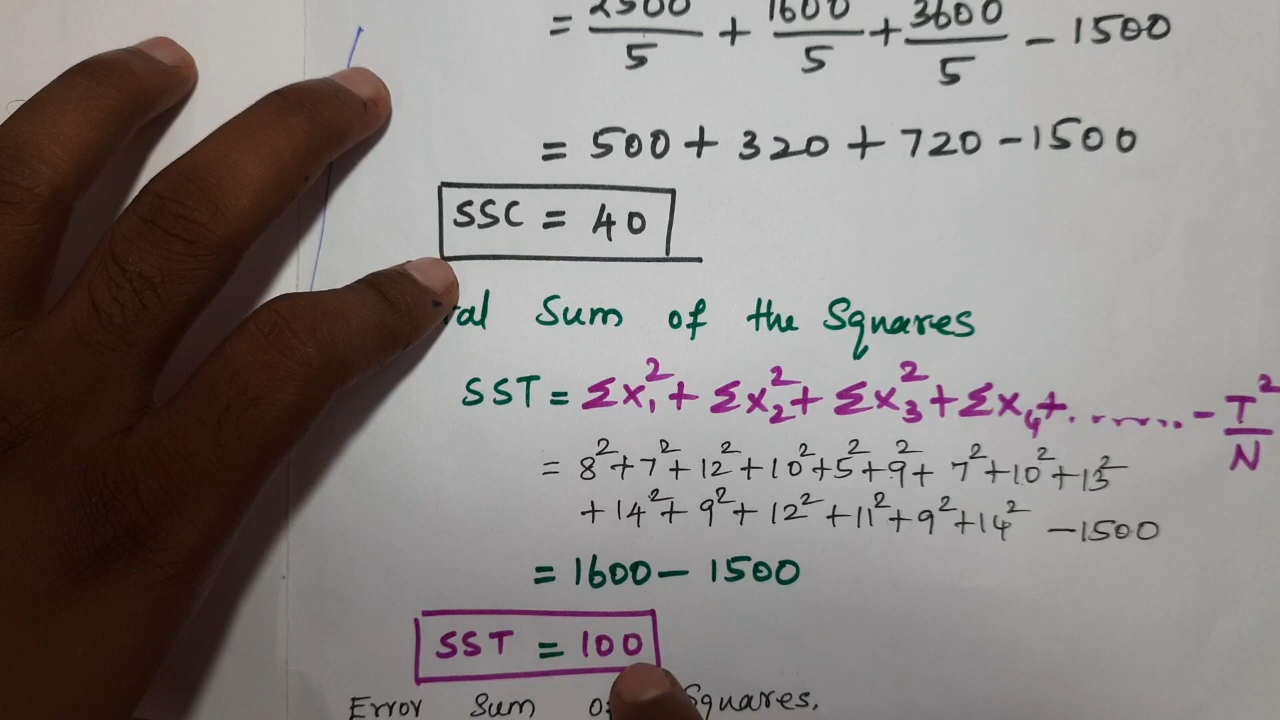 = 2500/5 + 1600/5 + 3600/5 - 1500
= 500 + 320 + 720 - 1500
SSC = 40
Sum of the Squares
SST = Σx₁² + Σx₂² + Σx₃² + Σx₄ + ........ - T²/N
= 8² + 7² + 12² + 10² + 5² + 9² + 7² + 10² + 13²
+ 14² + 9² + 12² + 11² + 9² + 14² - 1500
= 1600 - 1500
SST = 100
Error Sum of Squares.